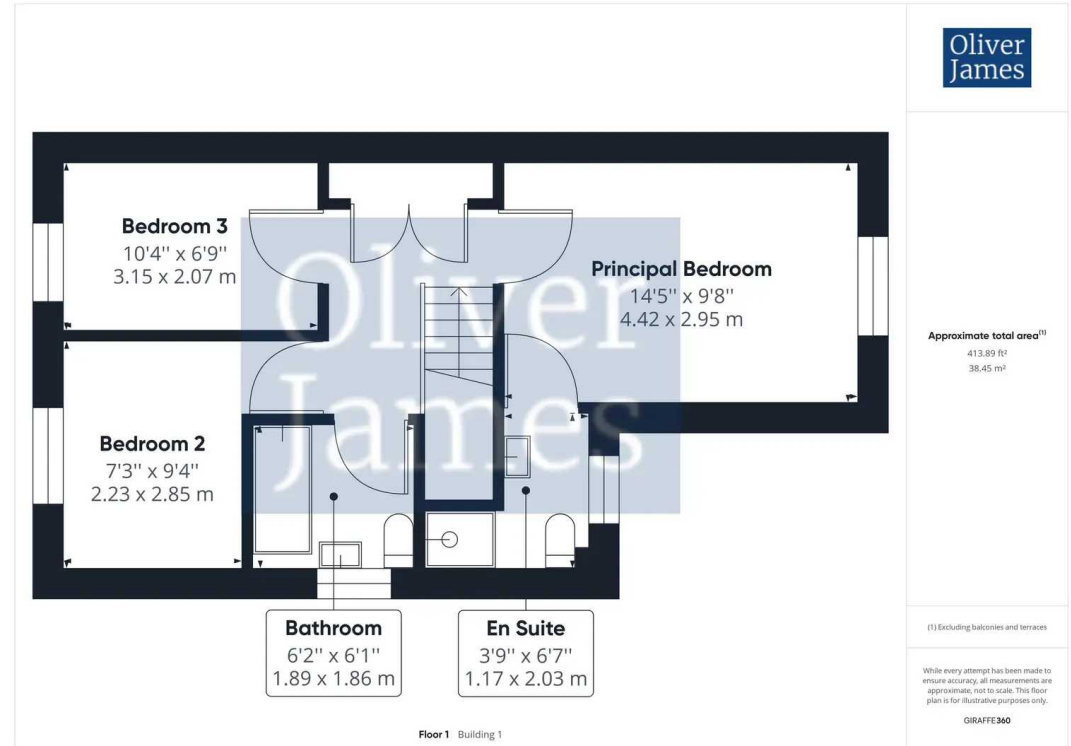 Oliver
James
Bedroom 3
10'4'' x 6'9''
3.15 x 2.07 m
Principal Bedroom
14'5'' x 9'8''
4.42 x 2.95 m
Oliver
James
Bedroom 2
7'3'' x 9'4''
2.23 x 2.85 m
Bathroom
6'2'' x 6'1''
1.89 x 1.86 m
En Suite
3'9'' x 6'7''
1.17 x 2.03 m
Floor 1 Building 1
Approximate total area(1)
413.89 ft²
38.45 m²
(1) Excluding balconies and terraces
While every attempt has been made to
ensure accuracy, all measurements are
approximate, not to scale. This floor
plan is for illustrative purposes only.
GIRAFFE360